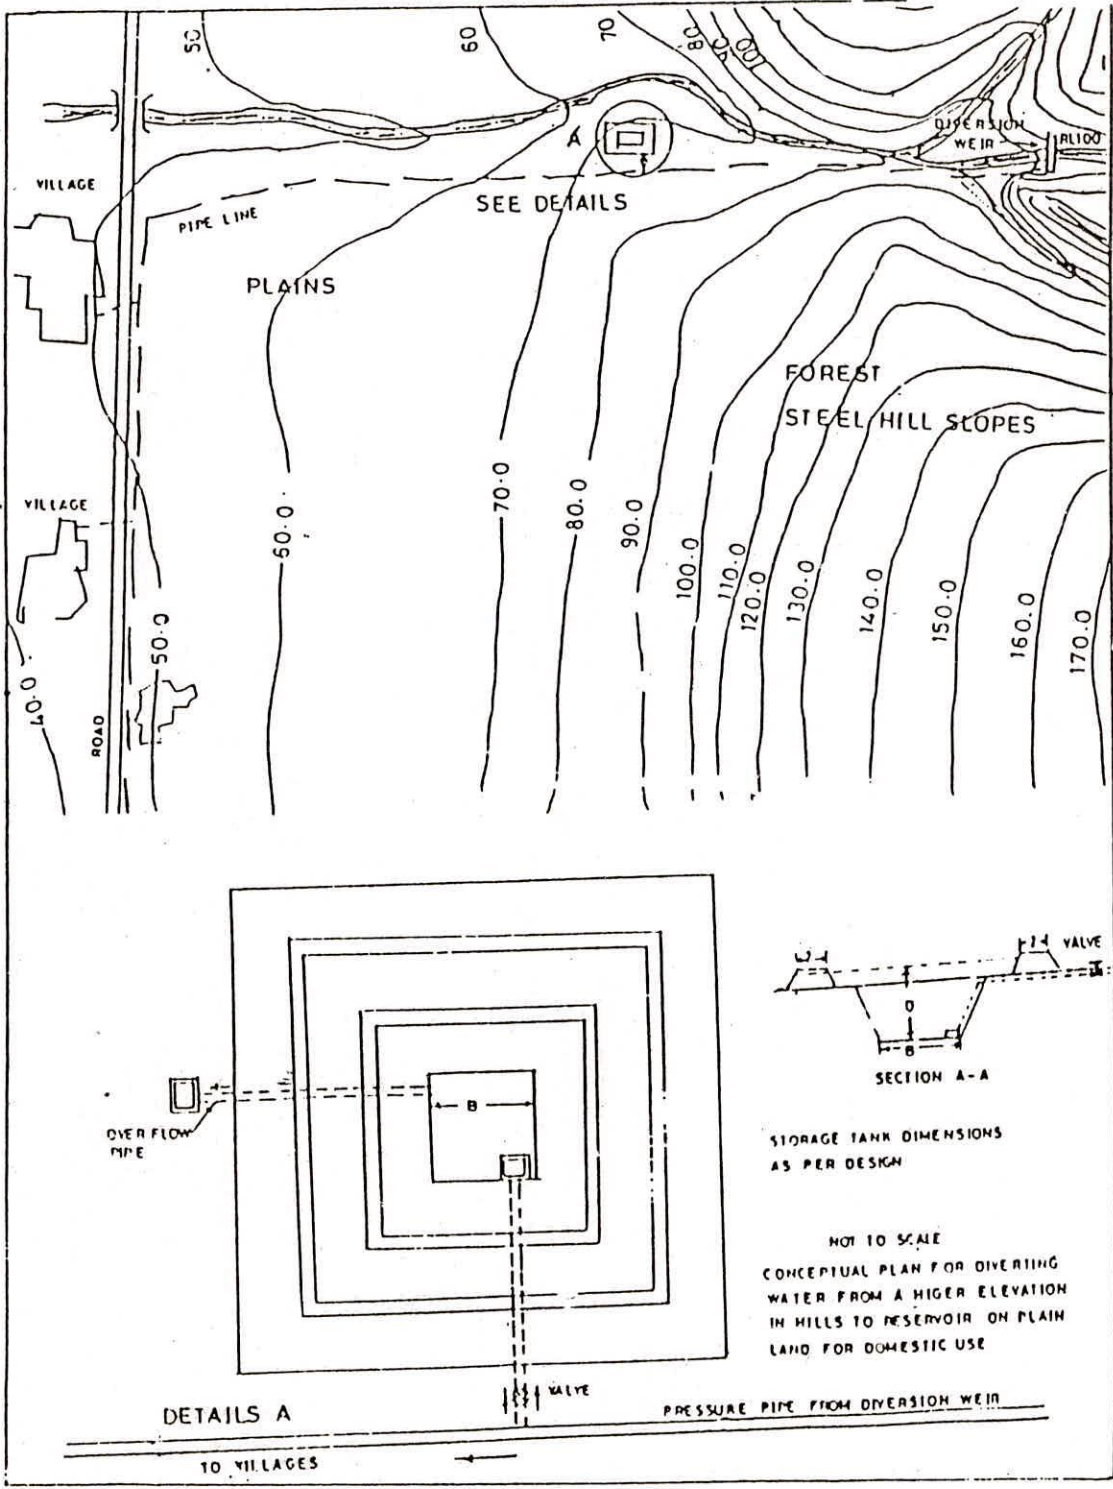 50
60
70
80
90
100
A
DIVERSION
WEIR
RL100
VILLAGE
SEE DETAILS
PIPE LINE
PLAINS
FOREST
STEEL HILL SLOPES
VILLAGE
40.0
50.0
60.0
70.0
80.0
90.0
100.0
110.0
120.0
130.0
140.0
150.0
160.0
170.0
ROAD
VALVE
D
B
SECTION A-A
B
OVER FLOW
PIPE
STORAGE TANK DIMENSIONS
AS PER DESIGN
NOT TO SCALE
CONCEPTUAL PLAN FOR DIVERTING
WATER FROM A HIGER ELEVATION
IN HILLS TO RESERVOIR ON PLAIN
LAND FOR DOMESTIC USE
VALVE
DETAILS A
PRESSURE PIPE FROM DIVERSION WEIR
TO VILLAGES